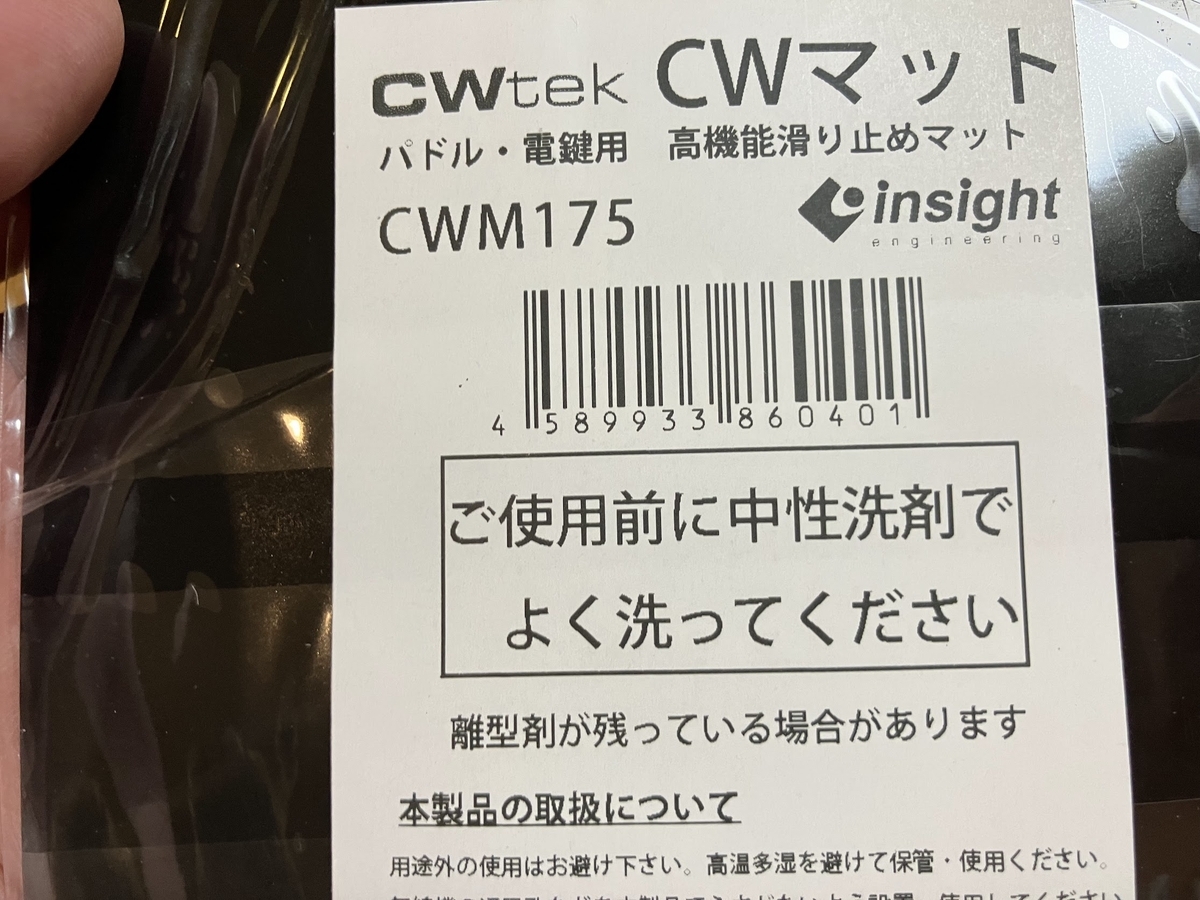 CWtek CWマット
パドル・電鍵用 高機能滑り止めマット
CWM175
insight
engineering
4 589933 860401
ご使用前に中性洗剤で
よく洗ってください
離型剤が残っている場合があります
本製品の取扱について
用途外の使用はお避け下さい。高温多湿を避けて保管・使用ください。